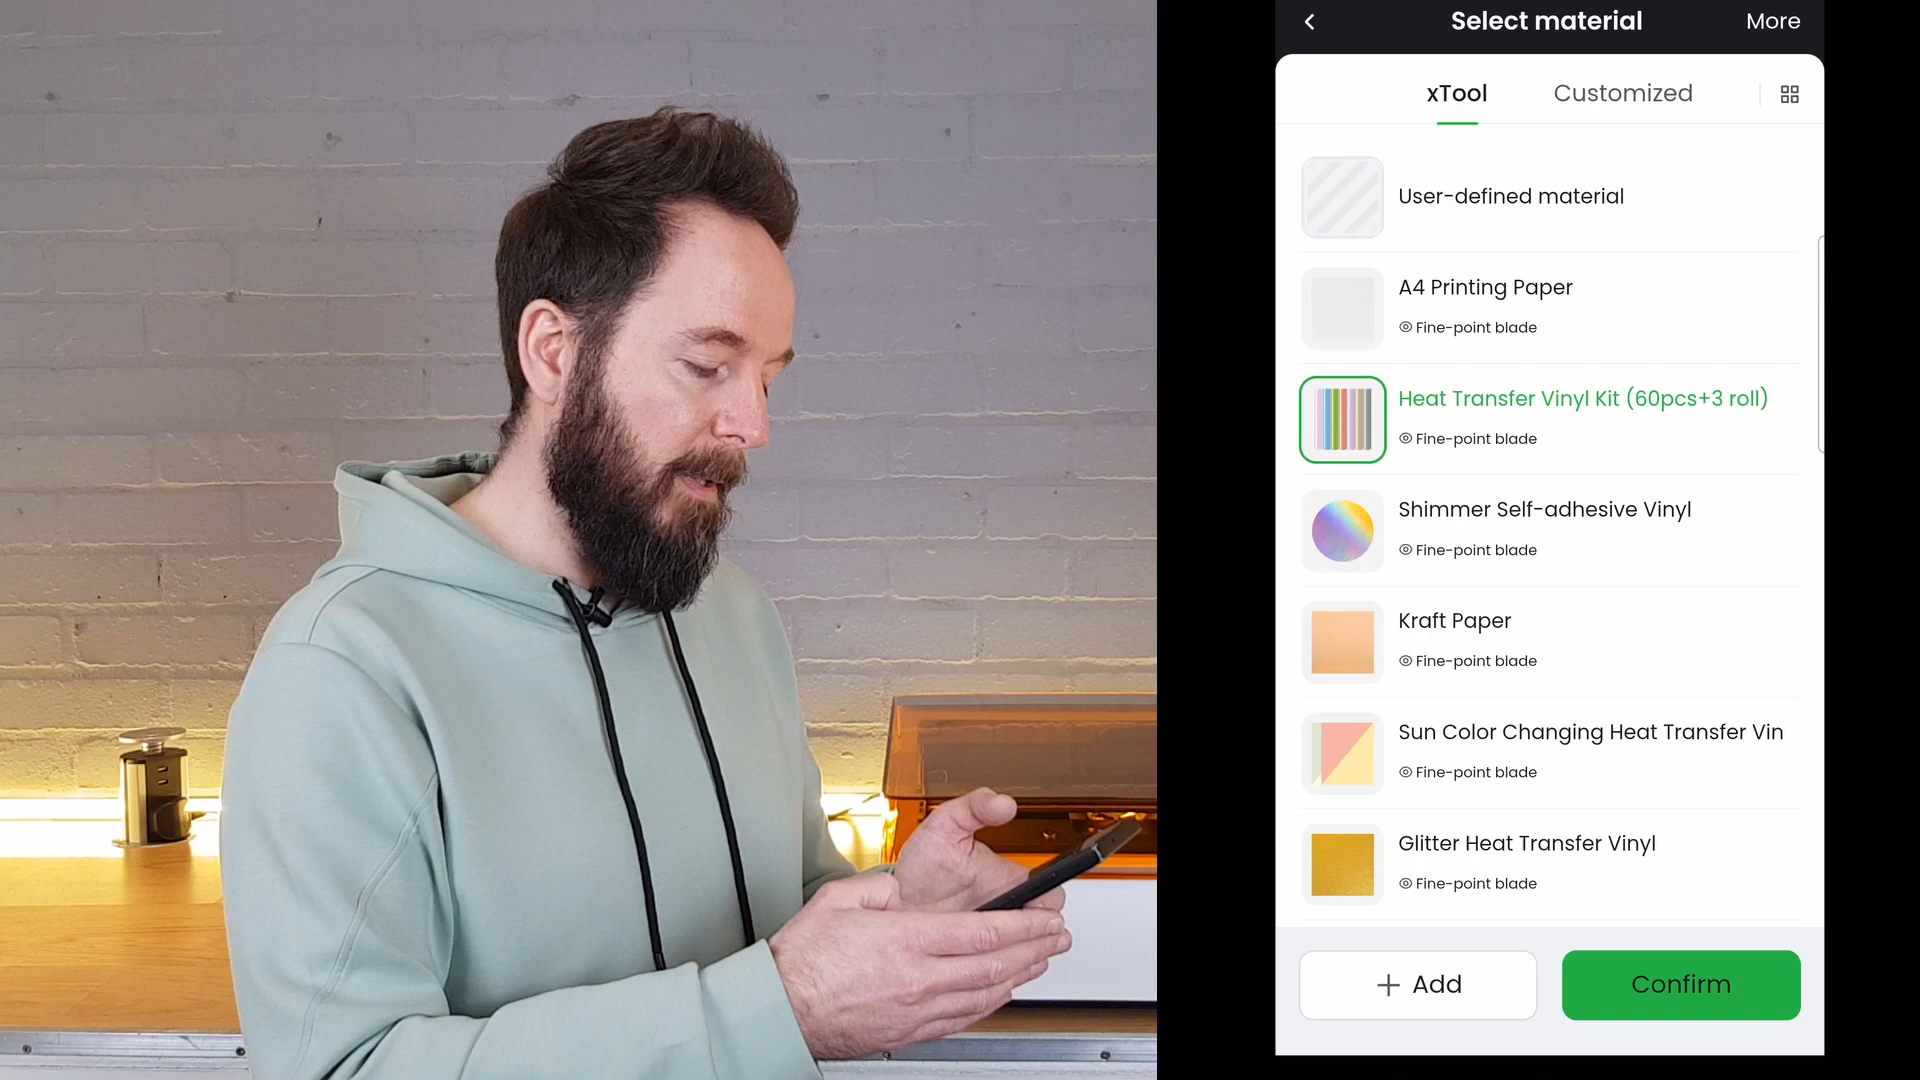 Select material
More
xTool
Customized
User-defined material
A4 Printing Paper
Fine-point blade
Heat Transfer Vinyl Kit (60pcs+3 roll)
Fine-point blade
Shimmer Self-adhesive Vinyl
Fine-point blade
Kraft Paper
Fine-point blade
Sun Color Changing Heat Transfer Vin
Fine-point blade
Glitter Heat Transfer Vinyl
Fine-point blade
+ Add
Confirm